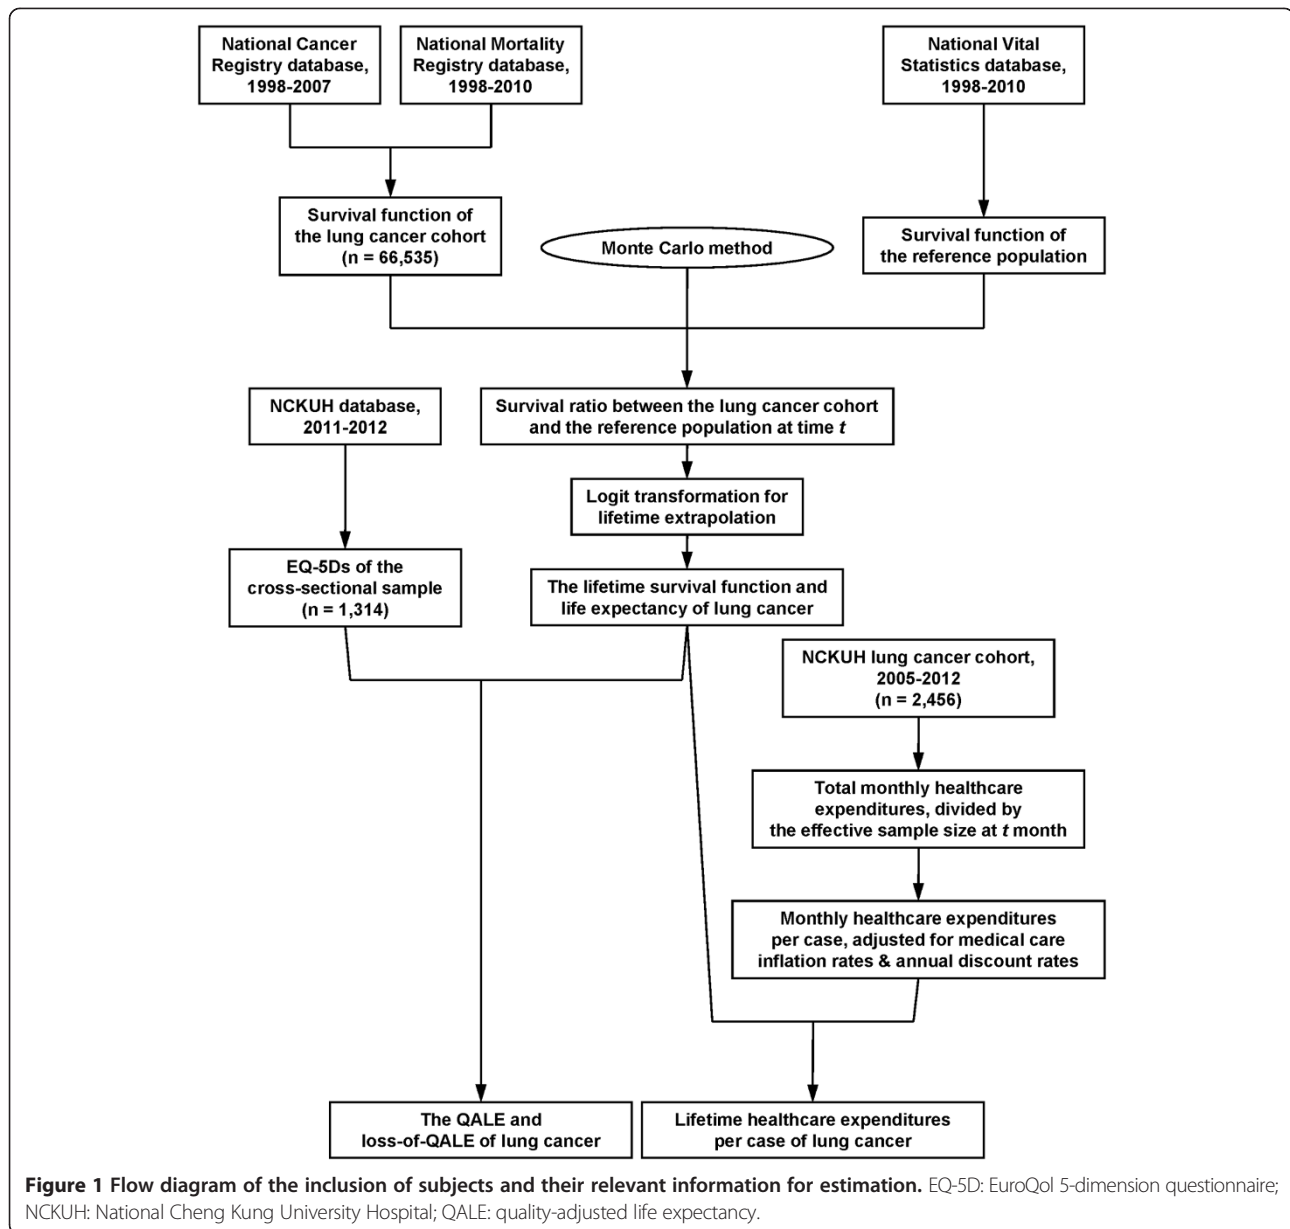 National Cancer
Registry database,
1998-2007
National Mortality
Registry database,
1998-2010
National Vital
Statistics database,
1998-2010
Survival function of
the lung cancer cohort
(n = 66,535)
Monte Carlo method
Survival function of
the reference population
NCKUH database,
2011-2012
Survival ratio between the lung cancer cohort
and the reference population at time t
Logit transformation for
lifetime extrapolation
EQ-5Ds of the
cross-sectional sample
(n = 1,314)
The lifetime survival function and
life expectancy of lung cancer
NCKUH lung cancer cohort,
2005-2012
(n = 2,456)
Total monthly healthcare
expenditures, divided by
the effective sample size at t month
Monthly healthcare expenditures
per case, adjusted for medical care
inflation rates & annual discount rates
The QALE and
loss-of-QALE of lung cancer
Lifetime healthcare expenditures
per case of lung cancer
Figure 1 Flow diagram of the inclusion of subjects and their relevant information for estimation. EQ-5D: EuroQol 5-dimension questionnaire;
NCKUH: National Cheng Kung University Hospital; QALE: quality-adjusted life expectancy.